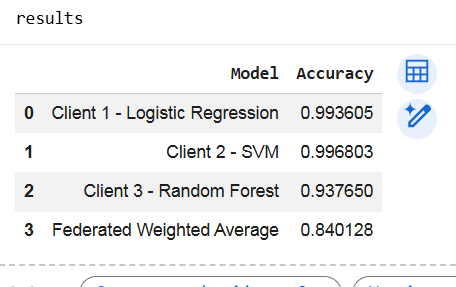 results
Model Accuracy
0 Client 1 - Logistic Regression 0.993605
1 Client 2 - SVM 0.996803
2 Client 3 - Random Forest 0.937650
3 Federated Weighted Average 0.840128